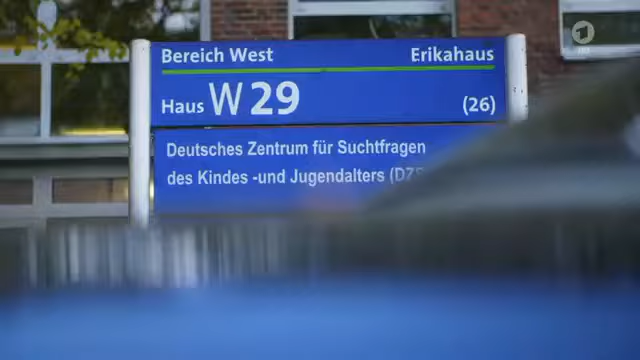 Bereich West Erikahaus
Haus W 29 (26)
Deutsches Zentrum für Suchtfragen
des Kindes -und Jugendalters